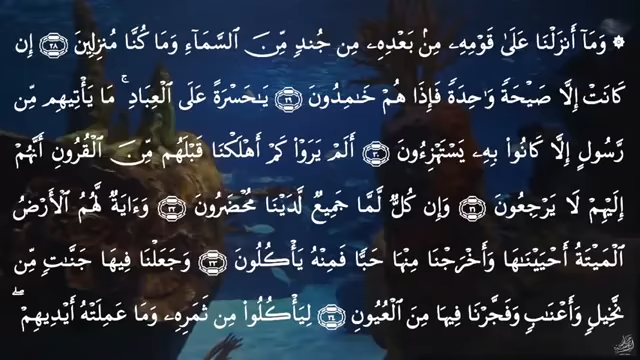 ۞ وَمَآ أَنزَلْنَا عَلَىٰ قَوْمِهِۦ مِنۢ بَعْدِهِۦ مِن جُندٍ مِّنَ ٱلسَّمَآءِ وَمَا كُنَّا مُنزِلِينَ ٢٨ إِن
كَانَتْ إِلَّا صَيْحَةً وَٰحِدَةً فَإِذَا هُمْ خَٰمِدُونَ ٢٩ يَٰحَسْرَةً عَلَى ٱلْعِبَادِ ۚ مَا يَأْتِيهِم مِّن
رَّسُولٍ إِلَّا كَانُوا۟ بِهِۦ يَسْتَهْزِءُونَ ٣٠ أَلَمْ يَرَوْا۟ كَمْ أَهْلَكْنَا قَبْلَهُم مِّنَ ٱلْقُرُونِ أَنَّهُمْ
إِلَيْهِمْ لَا يَرْجِعُونَ ٣١ وَإِن كُلٌّ لَّمَّا جَمِيعٌ لَّدَيْنَا مُحْضَرُونَ ٣٢ وَءَايَةٌ لَّهُمُ ٱلْأَرْضُ
ٱلْمَيْتَةُ أَحْيَيْنَٰهَا وَأَخْرَجْنَا مِنْهَا حَبًّا فَمِنْهُ يَأْكُلُونَ ٣٣ وَجَعَلْنَا فِيهَا جَنَّٰتٍ مِّن
نَّخِيلٍ وَأَعْنَٰبٍ وَفَجَّرْنَا فِيهَا مِنَ ٱلْعُيُونِ ٣٤ لِيَأْكُلُوا۟ مِن ثَمَرِهِۦ وَمَا عَمِلَتْهُ أَيْدِيهِمْ ۖ